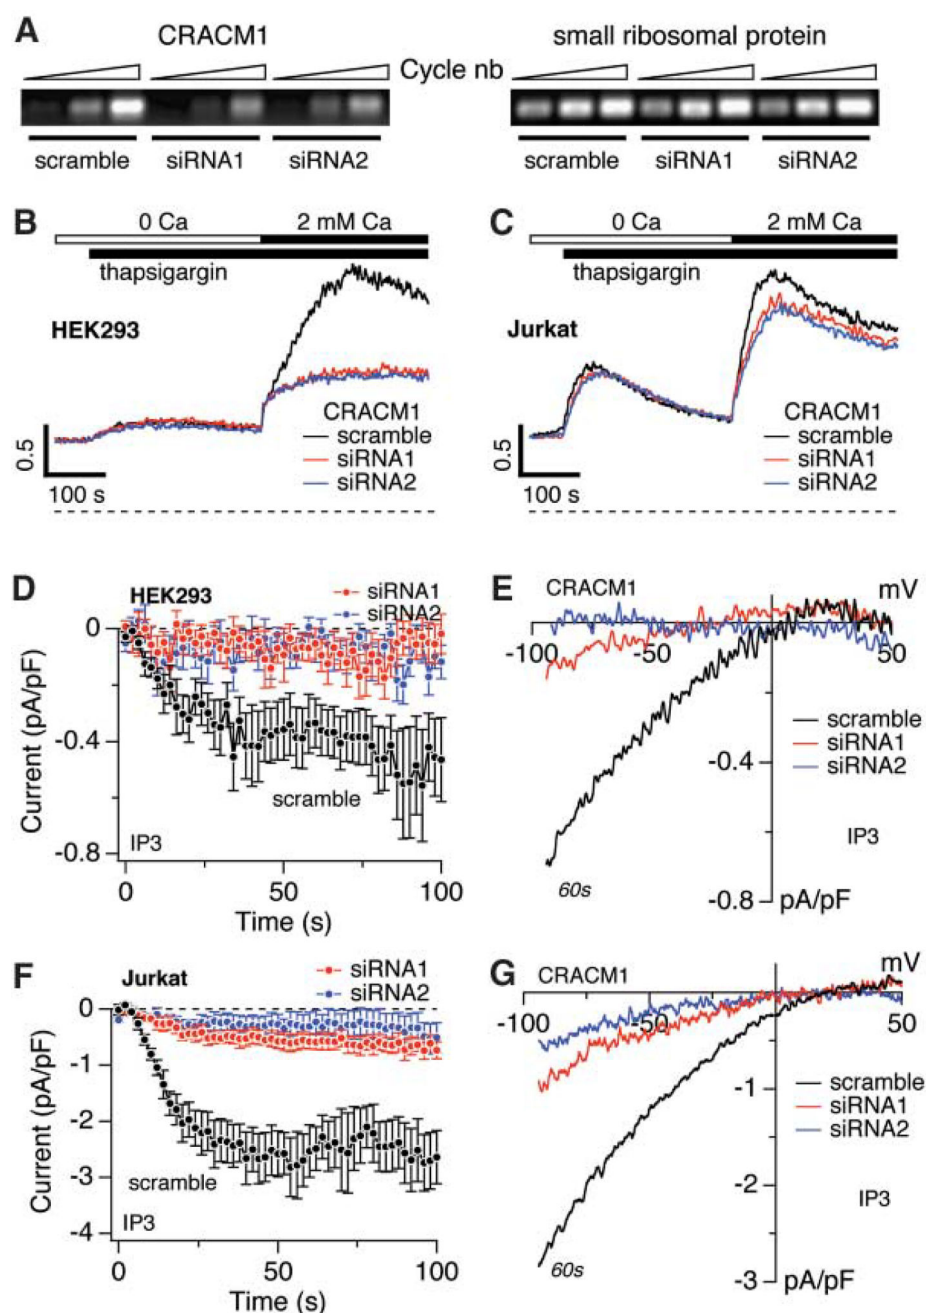 A
CRACM1
small ribosomal protein
Cycle nb
scramble siRNA1 siRNA2
scramble siRNA1 siRNA2
B
0 Ca 2 mM Ca
thapsigargin
HEK293
CRACM1
scramble
siRNA1
siRNA2
0.5
100 s
C
0 Ca 2 mM Ca
thapsigargin
Jurkat
CRACM1
scramble
siRNA1
siRNA2
0.5
100 s
D
HEK293
siRNA1
siRNA2
0
-0.4
-0.8
Current (pA/pF)
scramble
IP3
0 50 100
Time (s)
E
CRACM1
mV
-100 -50 50
scramble
siRNA1
siRNA2
-0.4
IP3
60s
-0.8 pA/pF
F
Jurkat
siRNA1
siRNA2
0
-1
-2
-3
-4
Current (pA/pF)
scramble
IP3
0 50 100
Time (s)
G
CRACM1
mV
-100 -50 50
scramble
siRNA1
siRNA2
-1
-2
IP3
60s
-3 pA/pF